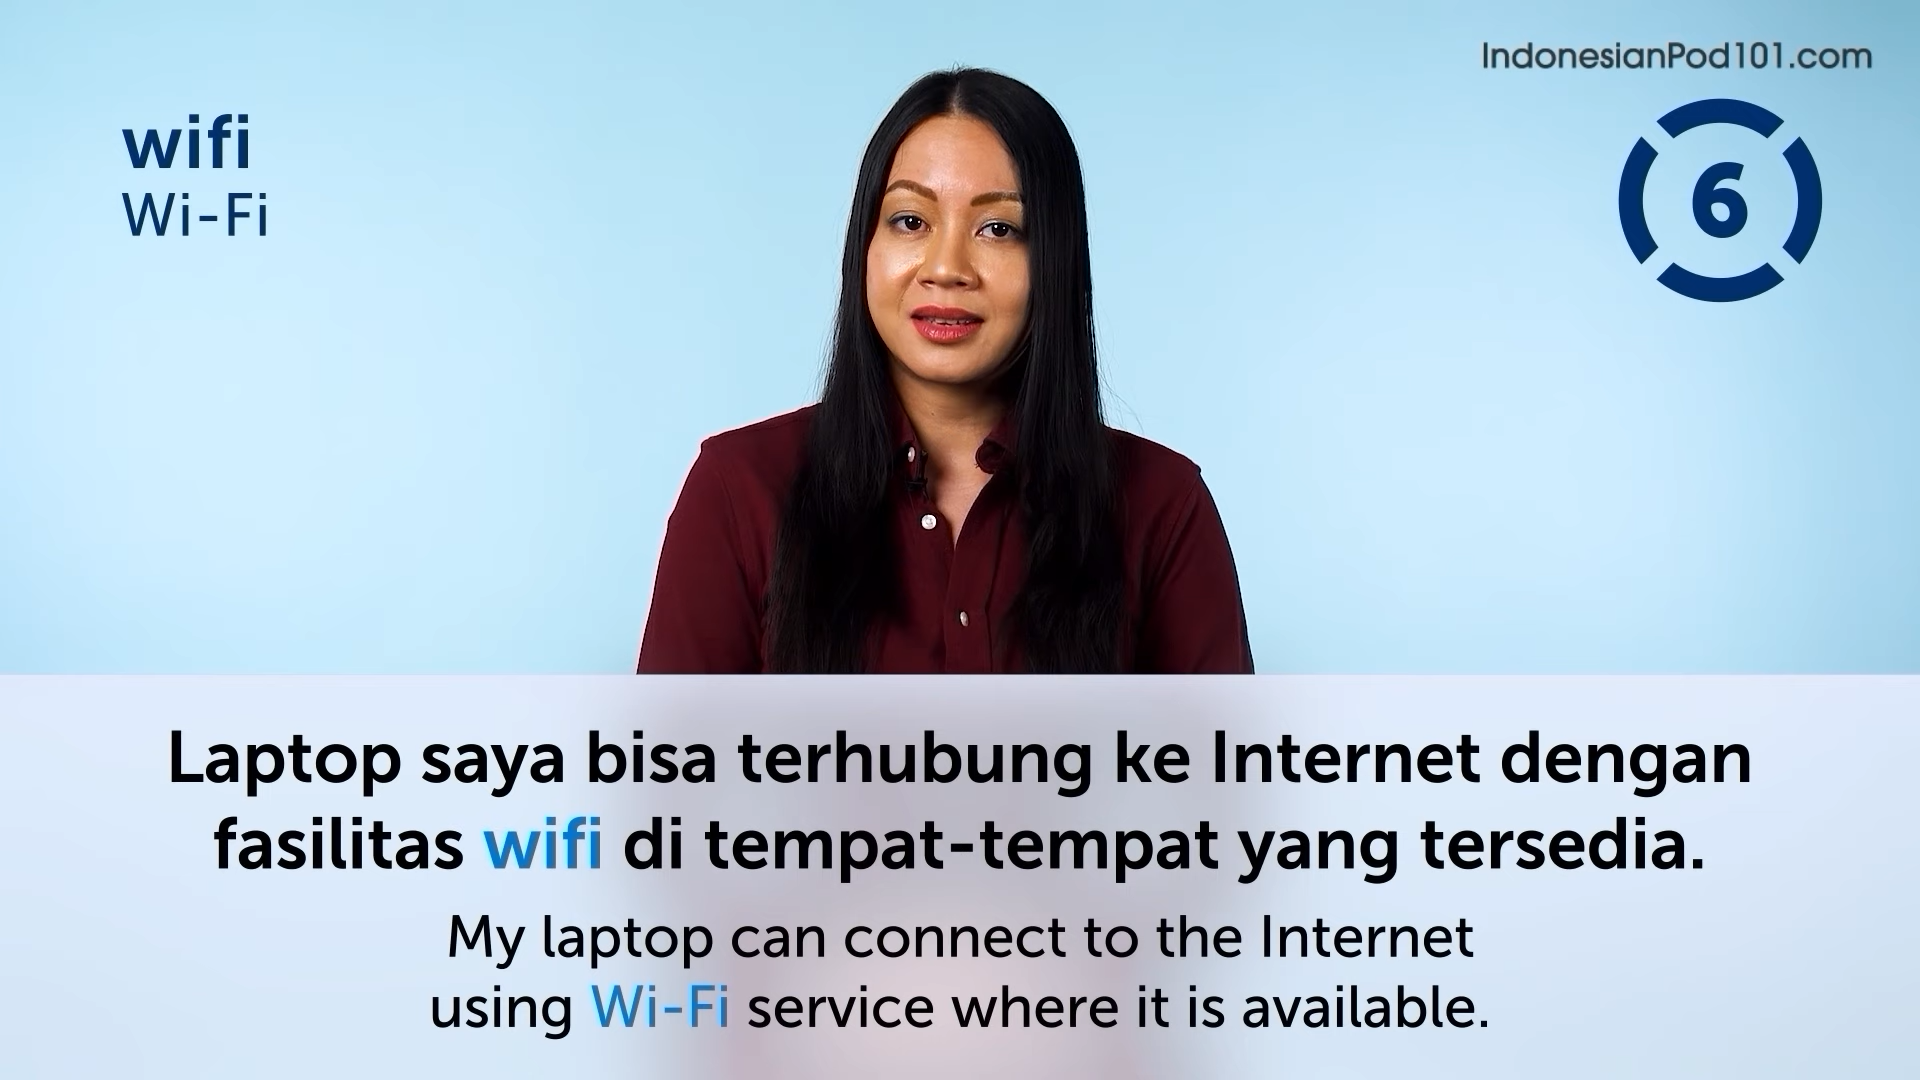 IndonesianPod101.com
wifi
Wi-Fi
6
Laptop saya bisa terhubung ke Internet dengan
fasilitas wifi di tempat-tempat yang tersedia.
My laptop can connect to the Internet
using Wi-Fi service where it is available.